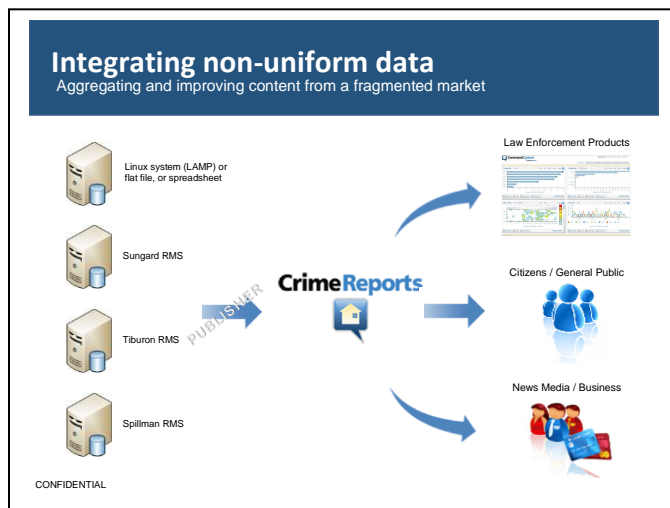 Integrating non-uniform data
Aggregating and improving content from a fragmented market
Linux system (LAMP) or
flat file, or spreadsheet
Sungard RMS
Tiburon RMS
Spillman RMS
PUBLISHER
CrimeReports
Law Enforcement Products
CommandCentral
Citizens / General Public
News Media / Business
CONFIDENTIAL